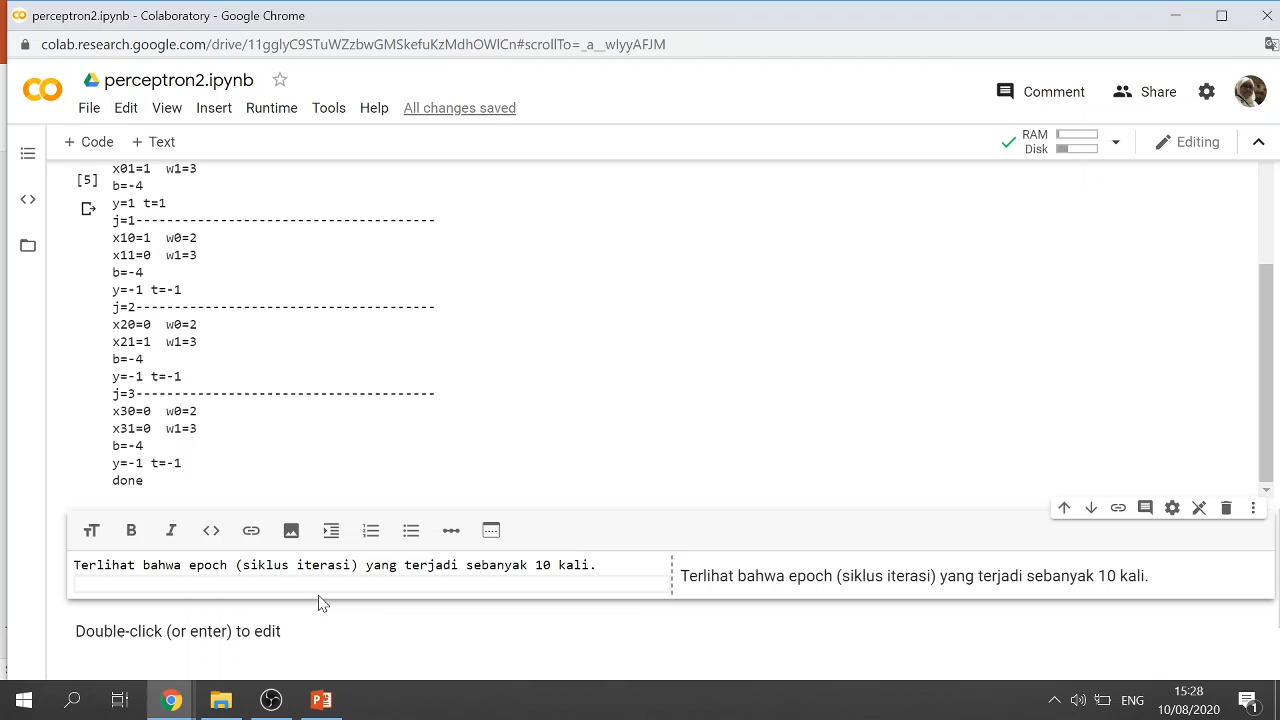 perceptron2.ipynb - Colaboratory - Google Chrome
colab.research.google.com/drive/11gglyC9STuWZzbwGMSkefuKzMdhOWICn#scrollTo=_a__wlyyAFJM
perceptron2.ipynb
Comment
Share
File Edit View Insert Runtime Tools Help All changes saved
+ Code + Text
RAM
Disk
Editing
x01=1  w1=3
[5]
b=-4
y=1 t=1
j=1---------------------------------------
x10=1  w0=2
x11=0  w1=3
b=-4
y=-1 t=-1
j=2---------------------------------------
x20=0  w0=2
x21=1  w1=3
b=-4
y=-1 t=-1
j=3---------------------------------------
x30=0  w0=2
x31=0  w1=3
b=-4
y=-1 t=-1
done
Terlihat bahwa epoch (siklus iterasi) yang terjadi sebanyak 10 kali.
Terlihat bahwa epoch (siklus iterasi) yang terjadi sebanyak 10 kali.
Double-click (or enter) to edit
ENG
15:28
10/08/2020
1